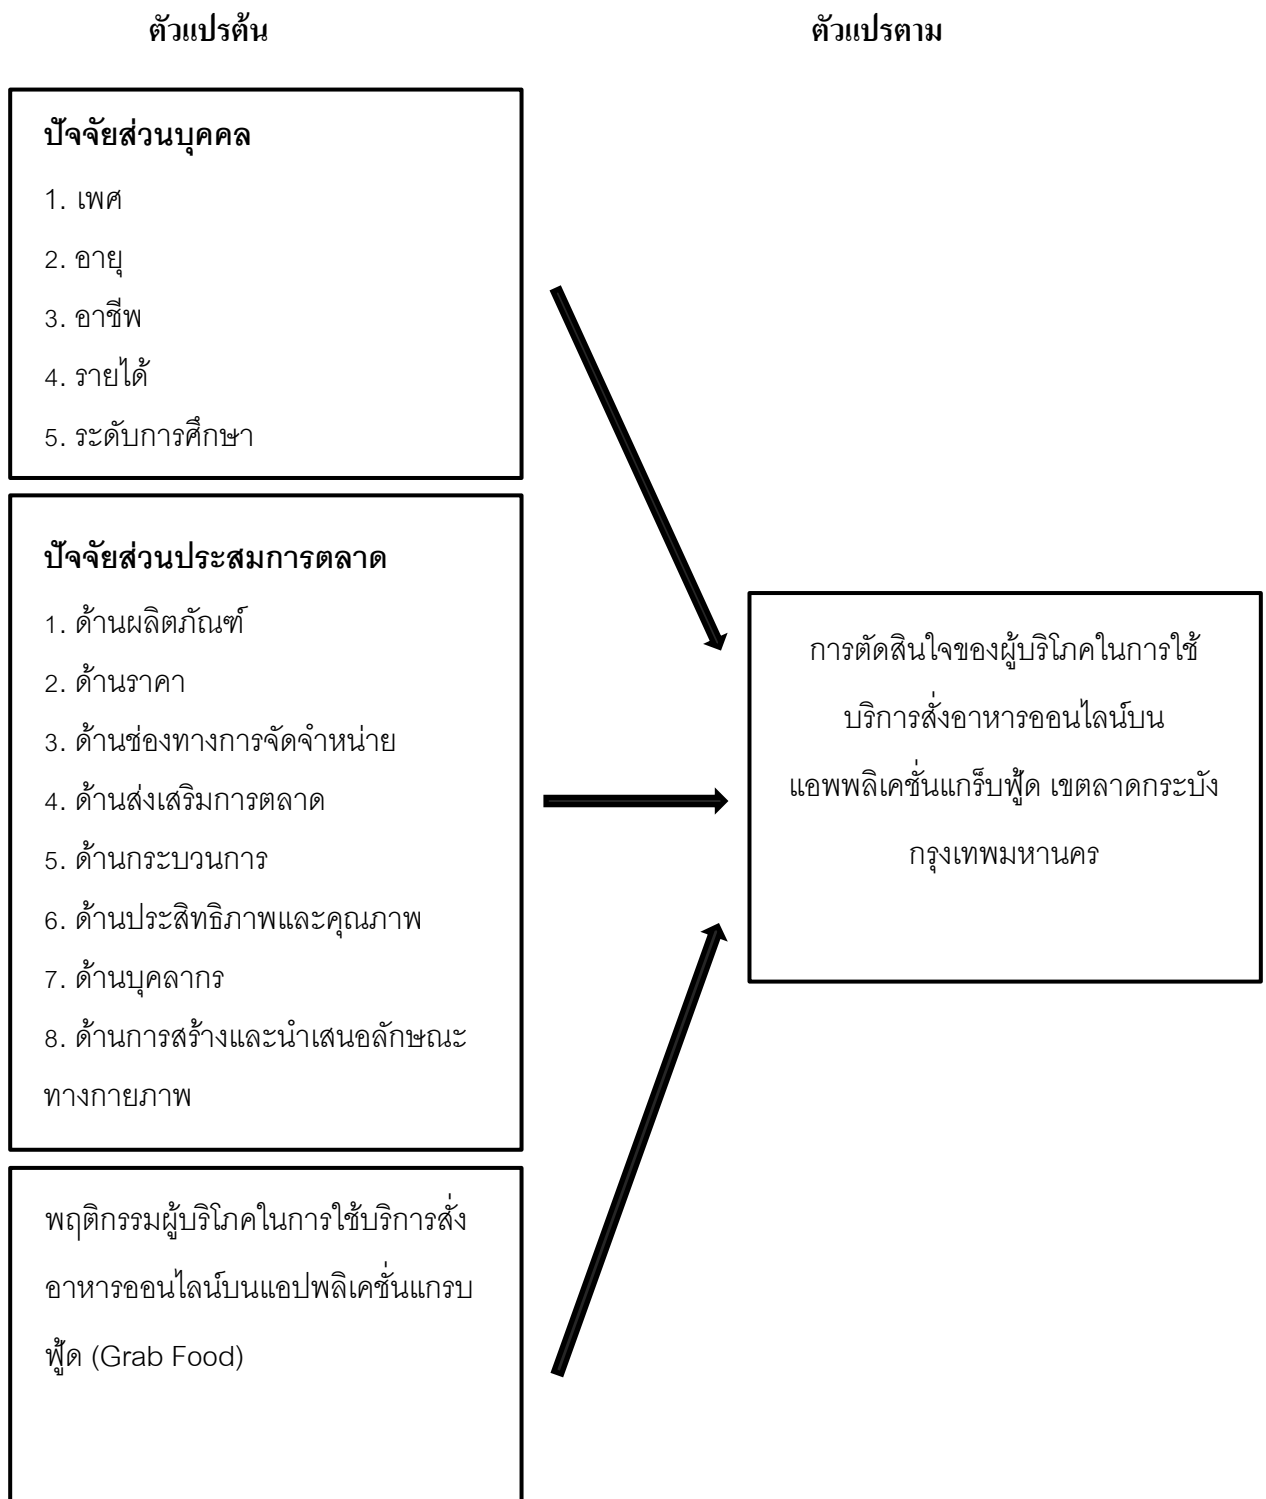 ตัวแปรต้น
ตัวแปรตาม
ปัจจัยส่วนบุคคล
1. เพศ
2. อายุ
3. อาชีพ
4. รายได้
5. ระดับการศึกษา
ปัจจัยส่วนประสมการตลาด
1. ด้านผลิตภัณฑ์
2. ด้านราคา
3. ด้านช่องทางการจัดจำหน่าย
4. ด้านส่งเสริมการตลาด
5. ด้านกระบวนการ
6. ด้านประสิทธิภาพและคุณภาพ
7. ด้านบุคลากร
8. ด้านการสร้างและนำเสนอลักษณะ
ทางกายภาพ
พฤติกรรมผู้บริโภคในการใช้บริการสั่ง
อาหารออนไลน์บนแอปพลิเคชั่นแกรบ
ฟู้ด (Grab Food)
การตัดสินใจของผู้บริโภคในการใช้
บริการสั่งอาหารออนไลน์บน
แอพพลิเคชั่นแกร็บฟู้ด เขตลาดกระบัง
กรุงเทพมหานคร